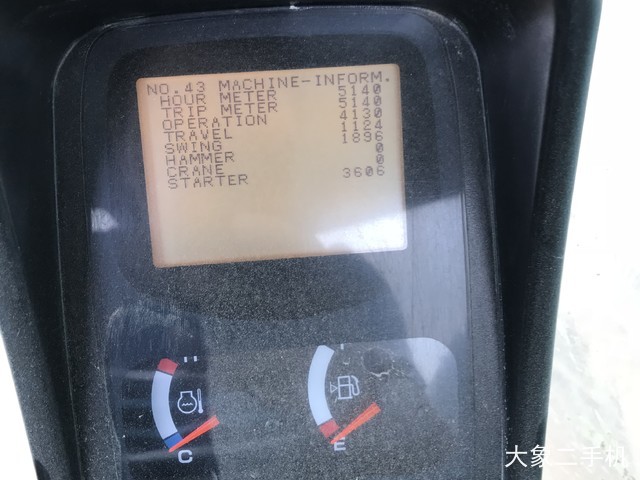 NO.43 MACHINE-INFORM.
HOUR METER 5140
TRIP METER 5140
OPERATION 4130
TRAVEL 1124
SWING 1896
HAMMER 0
CRANE 0
STARTER 3606
C
E
大象二手机